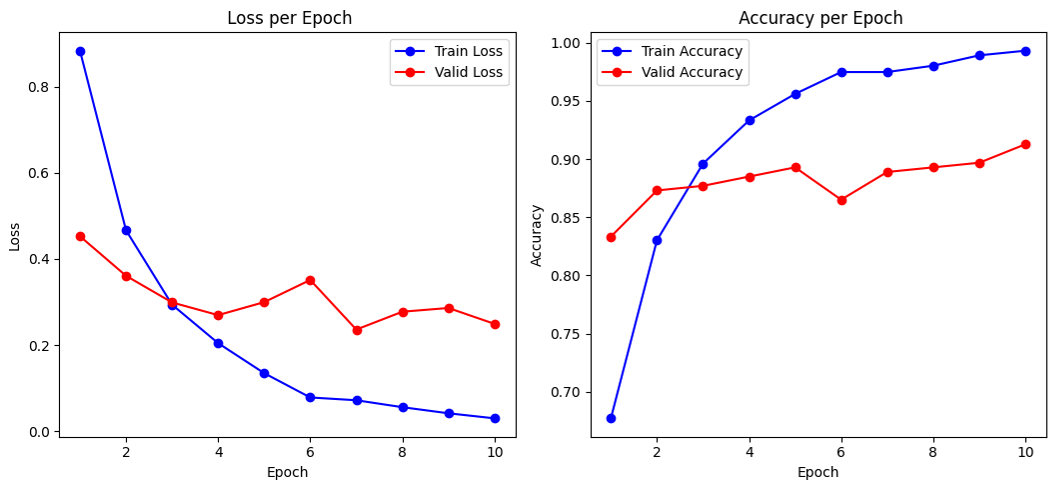 Loss per Epoch
Train Loss
Valid Loss
0.8
0.6
0.4
0.2
0.0
Loss
2
4
6
8
10
Epoch
Accuracy per Epoch
Train Accuracy
Valid Accuracy
1.00
0.95
0.90
0.85
0.80
0.75
0.70
Accuracy
2
4
6
8
10
Epoch